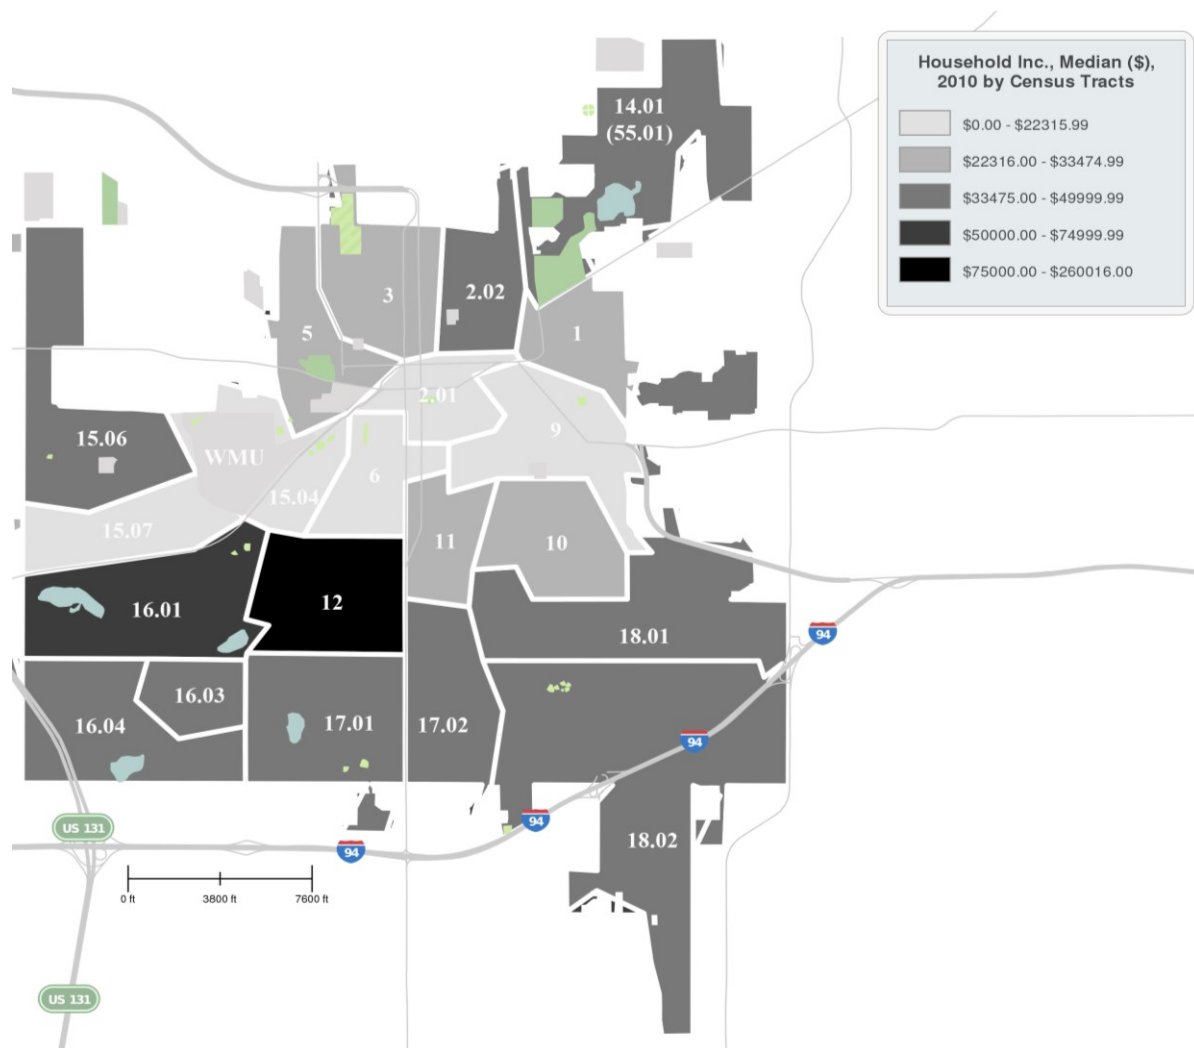 Household Inc., Median ($),
2010 by Census Tracts
$0.00 - $22315.99
$22316.00 - $33474.99
$33475.00 - $49999.99
$50000.00 - $74999.99
$75000.00 - $260016.00
14.01
(55.01)
3
2.02
5
1
2.01
9
15.06
WMU
6
15.04
15.07
11
10
16.01
12
18.01
94
16.03
16.04
17.01
17.02
94
94
US 131
94
18.02
0 ft
3800 ft
7600 ft
US 131